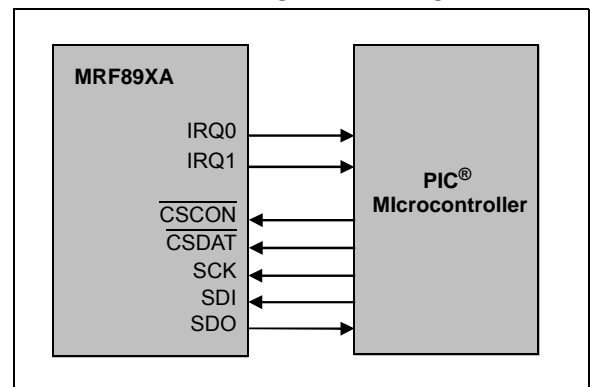 MRF89XA
IRQ0
IRQ1
CSCON
CSDAT
SCK
SDI
SDO
PIC®
MIcrocontroller